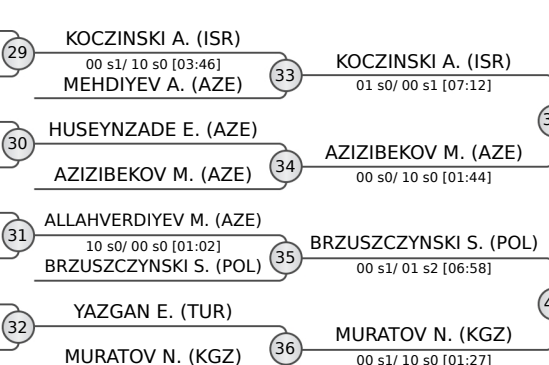 29
KOCZINSKI A. (ISR)
00 s1/ 10 s0 [03:46]
MEHDIYEV A. (AZE)
33
KOCZINSKI A. (ISR)
01 s0/ 00 s1 [07:12]
30
HUSEYNZADE E. (AZE)
AZIZIBEKOV M. (AZE)
34
AZIZIBEKOV M. (AZE)
00 s0/ 10 s0 [01:44]
31
ALLAHVERDIYEV M. (AZE)
10 s0/ 00 s0 [01:02]
BRZUSZCZYNSKI S. (POL)
35
BRZUSZCZYNSKI S. (POL)
00 s1/ 01 s2 [06:58]
32
YAZGAN E. (TUR)
MURATOV N. (KGZ)
36
MURATOV N. (KGZ)
00 s1/ 10 s0 [01:27]